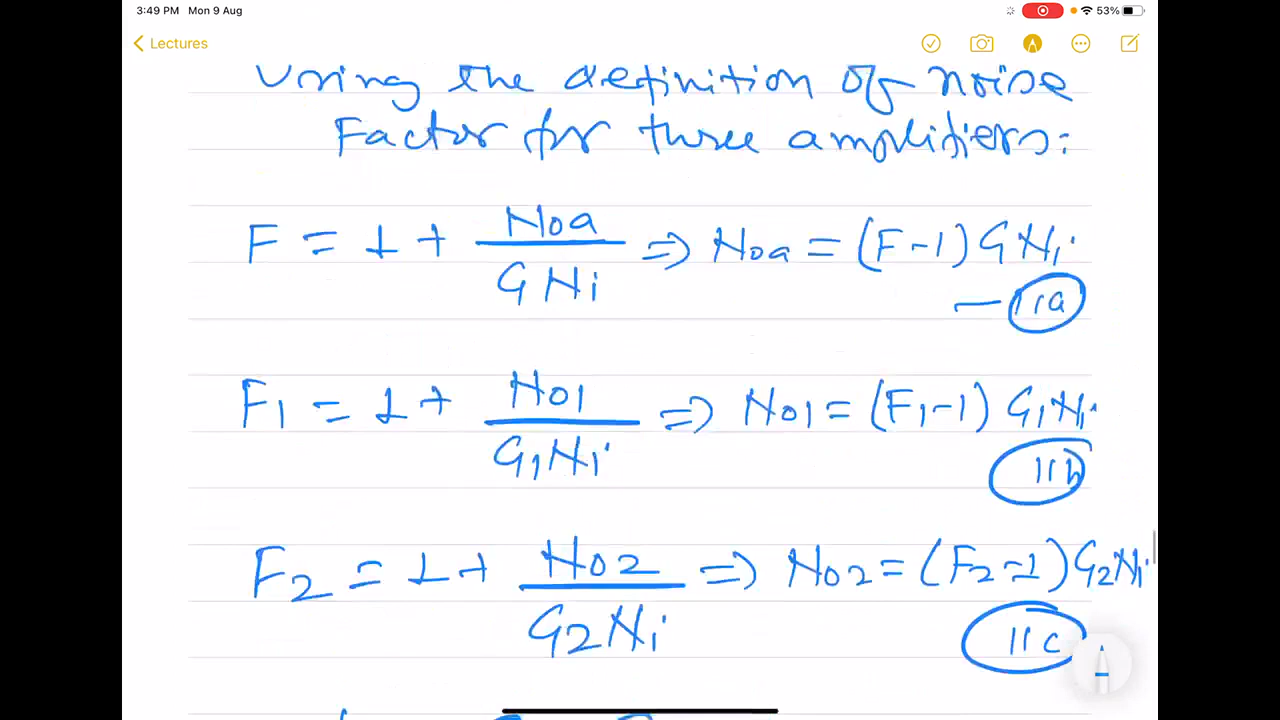 3:49 PM Mon 9 Aug
53%
Lectures
Using the definition of noise
Factor for three amplifiers:
F = 1 + Noa / GNi => Noa = (F-1) GNi
— 11a
F1 = 1 + No1 / G1Ni => No1 = (F1-1) G1Ni
11b
F2 = 1 + No2 / G2Ni => No2 = (F2-1) G2Ni
11c